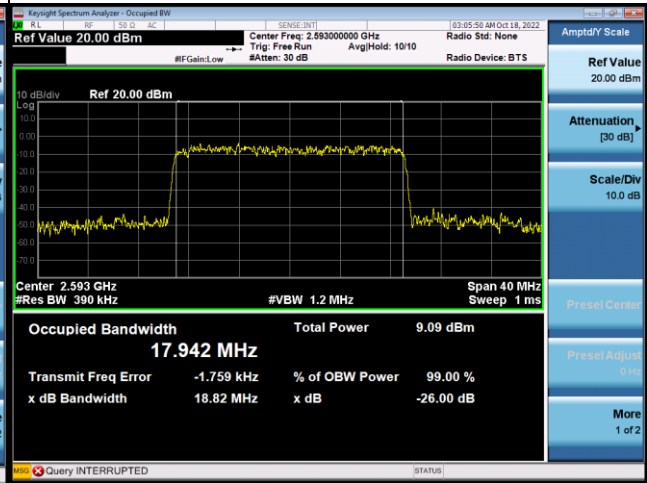 Keysight Spectrum Analyzer - Occupied BW
RL RF 50 Ω AC SENSE:INT 03:05:50 AM Oct 18, 2022
Ref Value 20.00 dBm Center Freq: 2.593000000 GHz Radio Std: None
Trig: Free Run Avg|Hold: 10/10
#IFGain:Low #Atten: 30 dB Radio Device: BTS
10 dB/div Ref 20.00 dBm
Log
10.0
0.00
-10.0
-20.0
-30.0
-40.0
-50.0
-60.0
-70.0
Center 2.593 GHz Span 40 MHz
#Res BW 390 kHz #VBW 1.2 MHz Sweep 1 ms
Occupied Bandwidth Total Power 9.09 dBm
17.942 MHz
Transmit Freq Error -1.759 kHz % of OBW Power 99.00 %
x dB Bandwidth 18.82 MHz x dB -26.00 dB
MSG Query INTERRUPTED STATUS
Amptd/Y Scale
Ref Value
20.00 dBm
Attenuation
[30 dB]
Scale/Div
10.0 dB
Presel Center
Presel Adjust
0 Hz
More
1 of 2